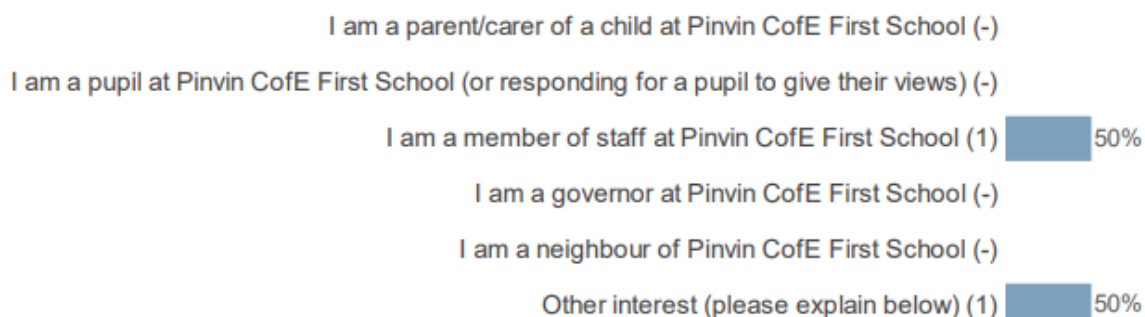 I am a parent/carer of a child at Pinvin CofE First School (-)
I am a pupil at Pinvin CofE First School (or responding for a pupil to give their views) (-)
I am a member of staff at Pinvin CofE First School (1) 50%
I am a governor at Pinvin CofE First School (-)
I am a neighbour of Pinvin CofE First School (-)
Other interest (please explain below) (1) 50%